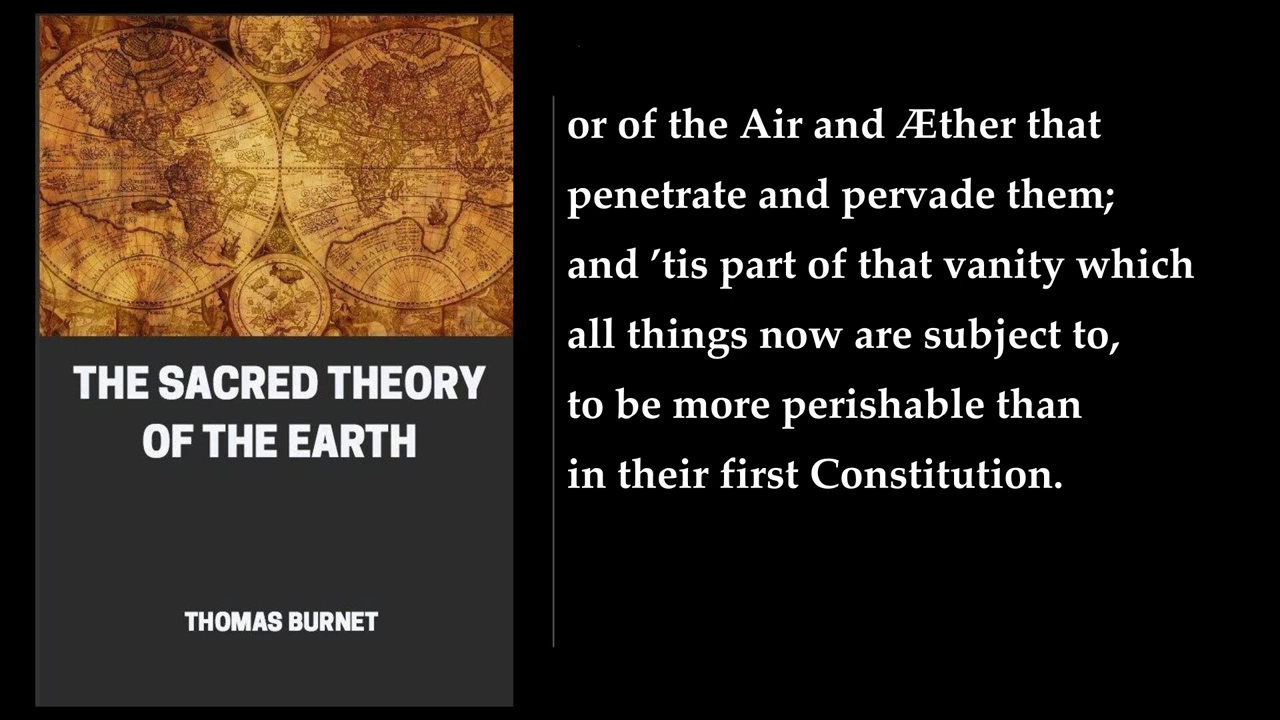 THE SACRED THEORY
OF THE EARTH
THOMAS BURNET
or of the Air and Æther that
penetrate and pervade them;
and ’tis part of that vanity which
all things now are subject to,
to be more perishable than
in their first Constitution.